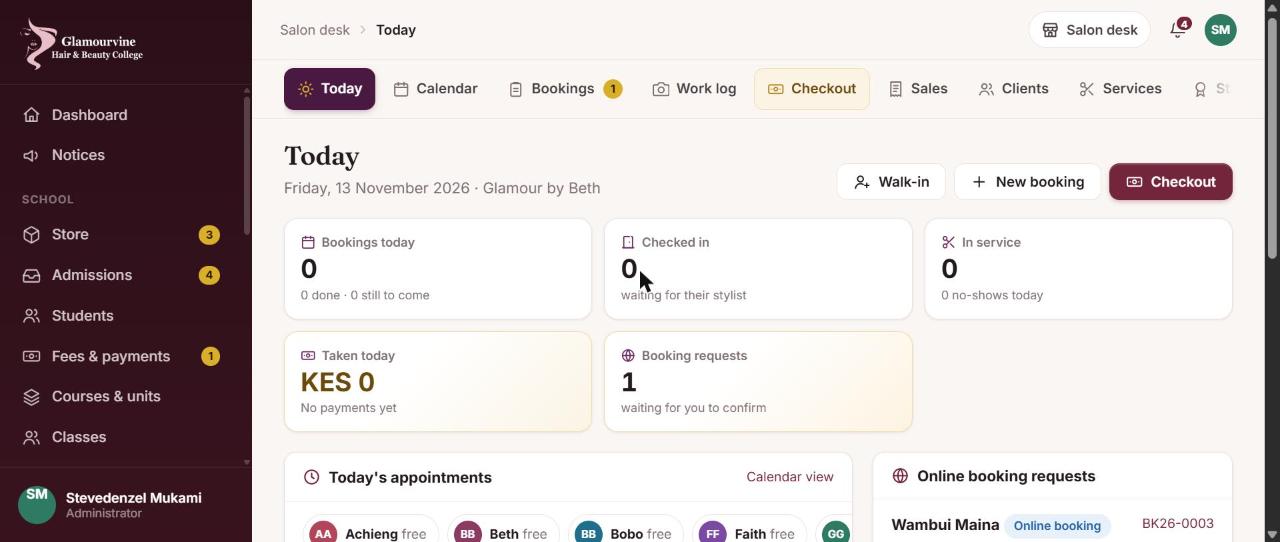 Glamourvine
Hair & Beauty College
Dashboard
Notices
SCHOOL
Store 3
Admissions 4
Students
Fees & payments 1
Courses & units
Classes
SM
Stevedenzel Mukami
Administrator
Salon desk > Today
Salon desk
4
SM
Today
Calendar
Bookings 1
Work log
Checkout
Sales
Clients
Services
Today
Friday, 13 November 2026 · Glamour by Beth
Walk-in
+ New booking
Checkout
Bookings today
0
0 done · 0 still to come
Checked in
0
waiting for their stylist
In service
0
0 no-shows today
Taken today
KES 0
No payments yet
Booking requests
1
waiting for you to confirm
Today's appointments
Calendar view
AA Achieng free
BB Beth free
BB Bobo free
FF Faith free
GG
Online booking requests
Wambui Maina Online booking BK26-0003